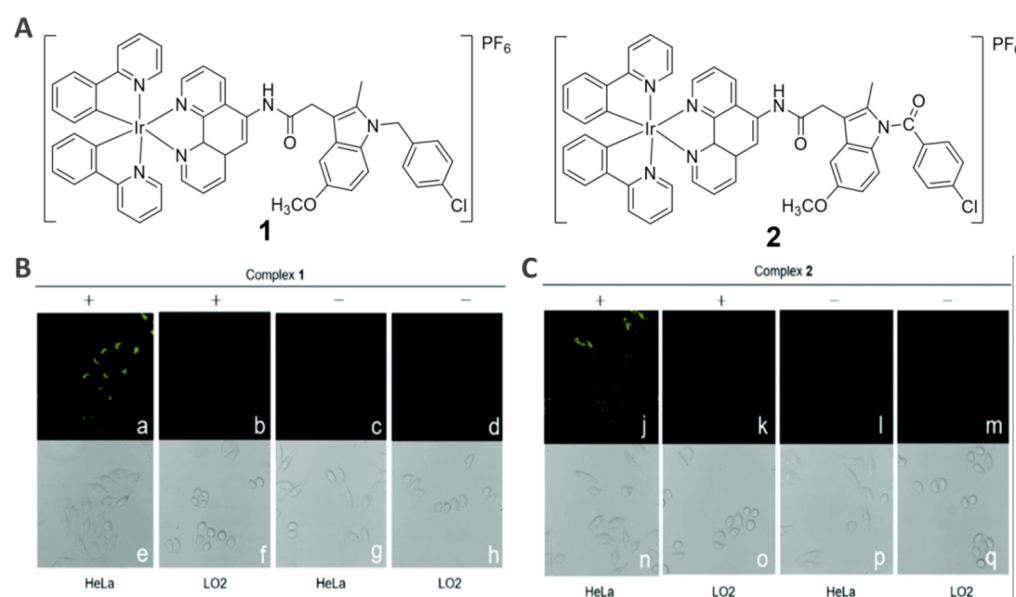 A
PF6
N
N
Ir
N
N
H
N
O
N
H3CO
Cl
1
PF6
N
N
Ir
N
N
H
N
O
O
N
C
H3CO
Cl
2
B
Complex 1
+ + − −
a b c d
e f g h
HeLa LO2 HeLa LO2
C
Complex 2
+ + − −
j k l m
n o p q
HeLa LO2 HeLa LO2